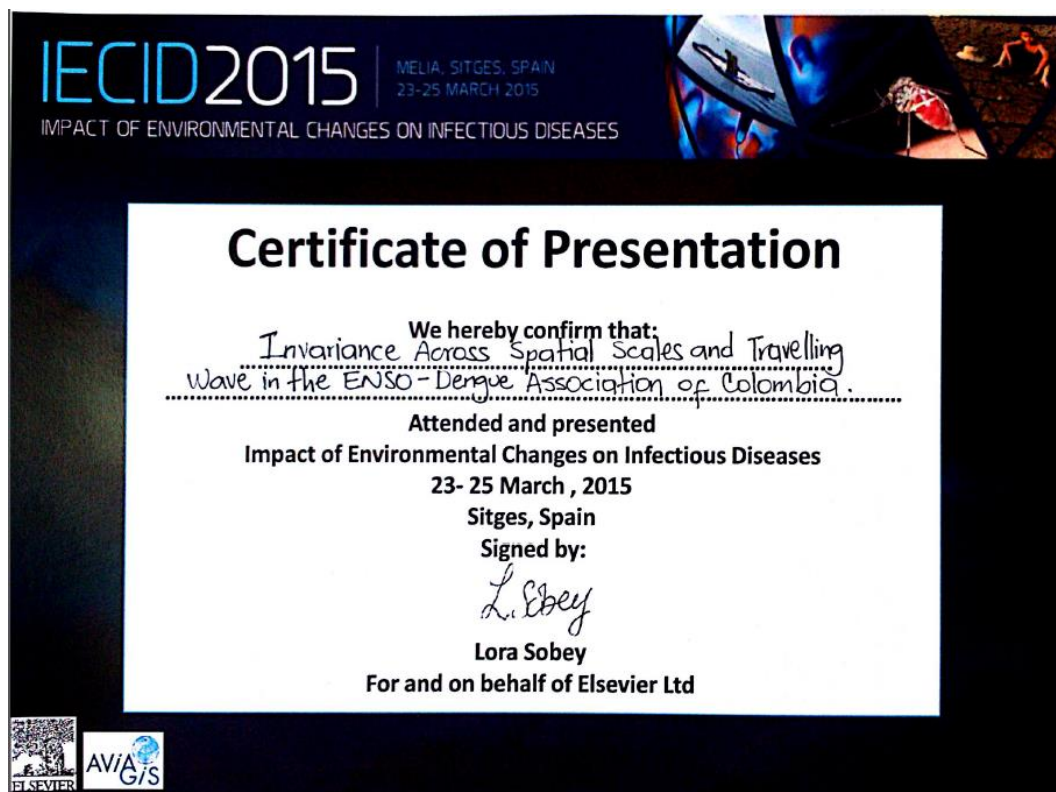 IECID2015
MELIA, SITGES, SPAIN
23-25 MARCH 2015
IMPACT OF ENVIRONMENTAL CHANGES ON INFECTIOUS DISEASES
Certificate of Presentation
We hereby confirm that:
Invariance Across Spatial Scales and Travelling
Wave in the ENSO-Dengue Association of Colombia.
Attended and presented
Impact of Environmental Changes on Infectious Diseases
23- 25 March , 2015
Sitges, Spain
Signed by:
L. Sobey
Lora Sobey
For and on behalf of Elsevier Ltd
ELSEVIER
AViA
GiS